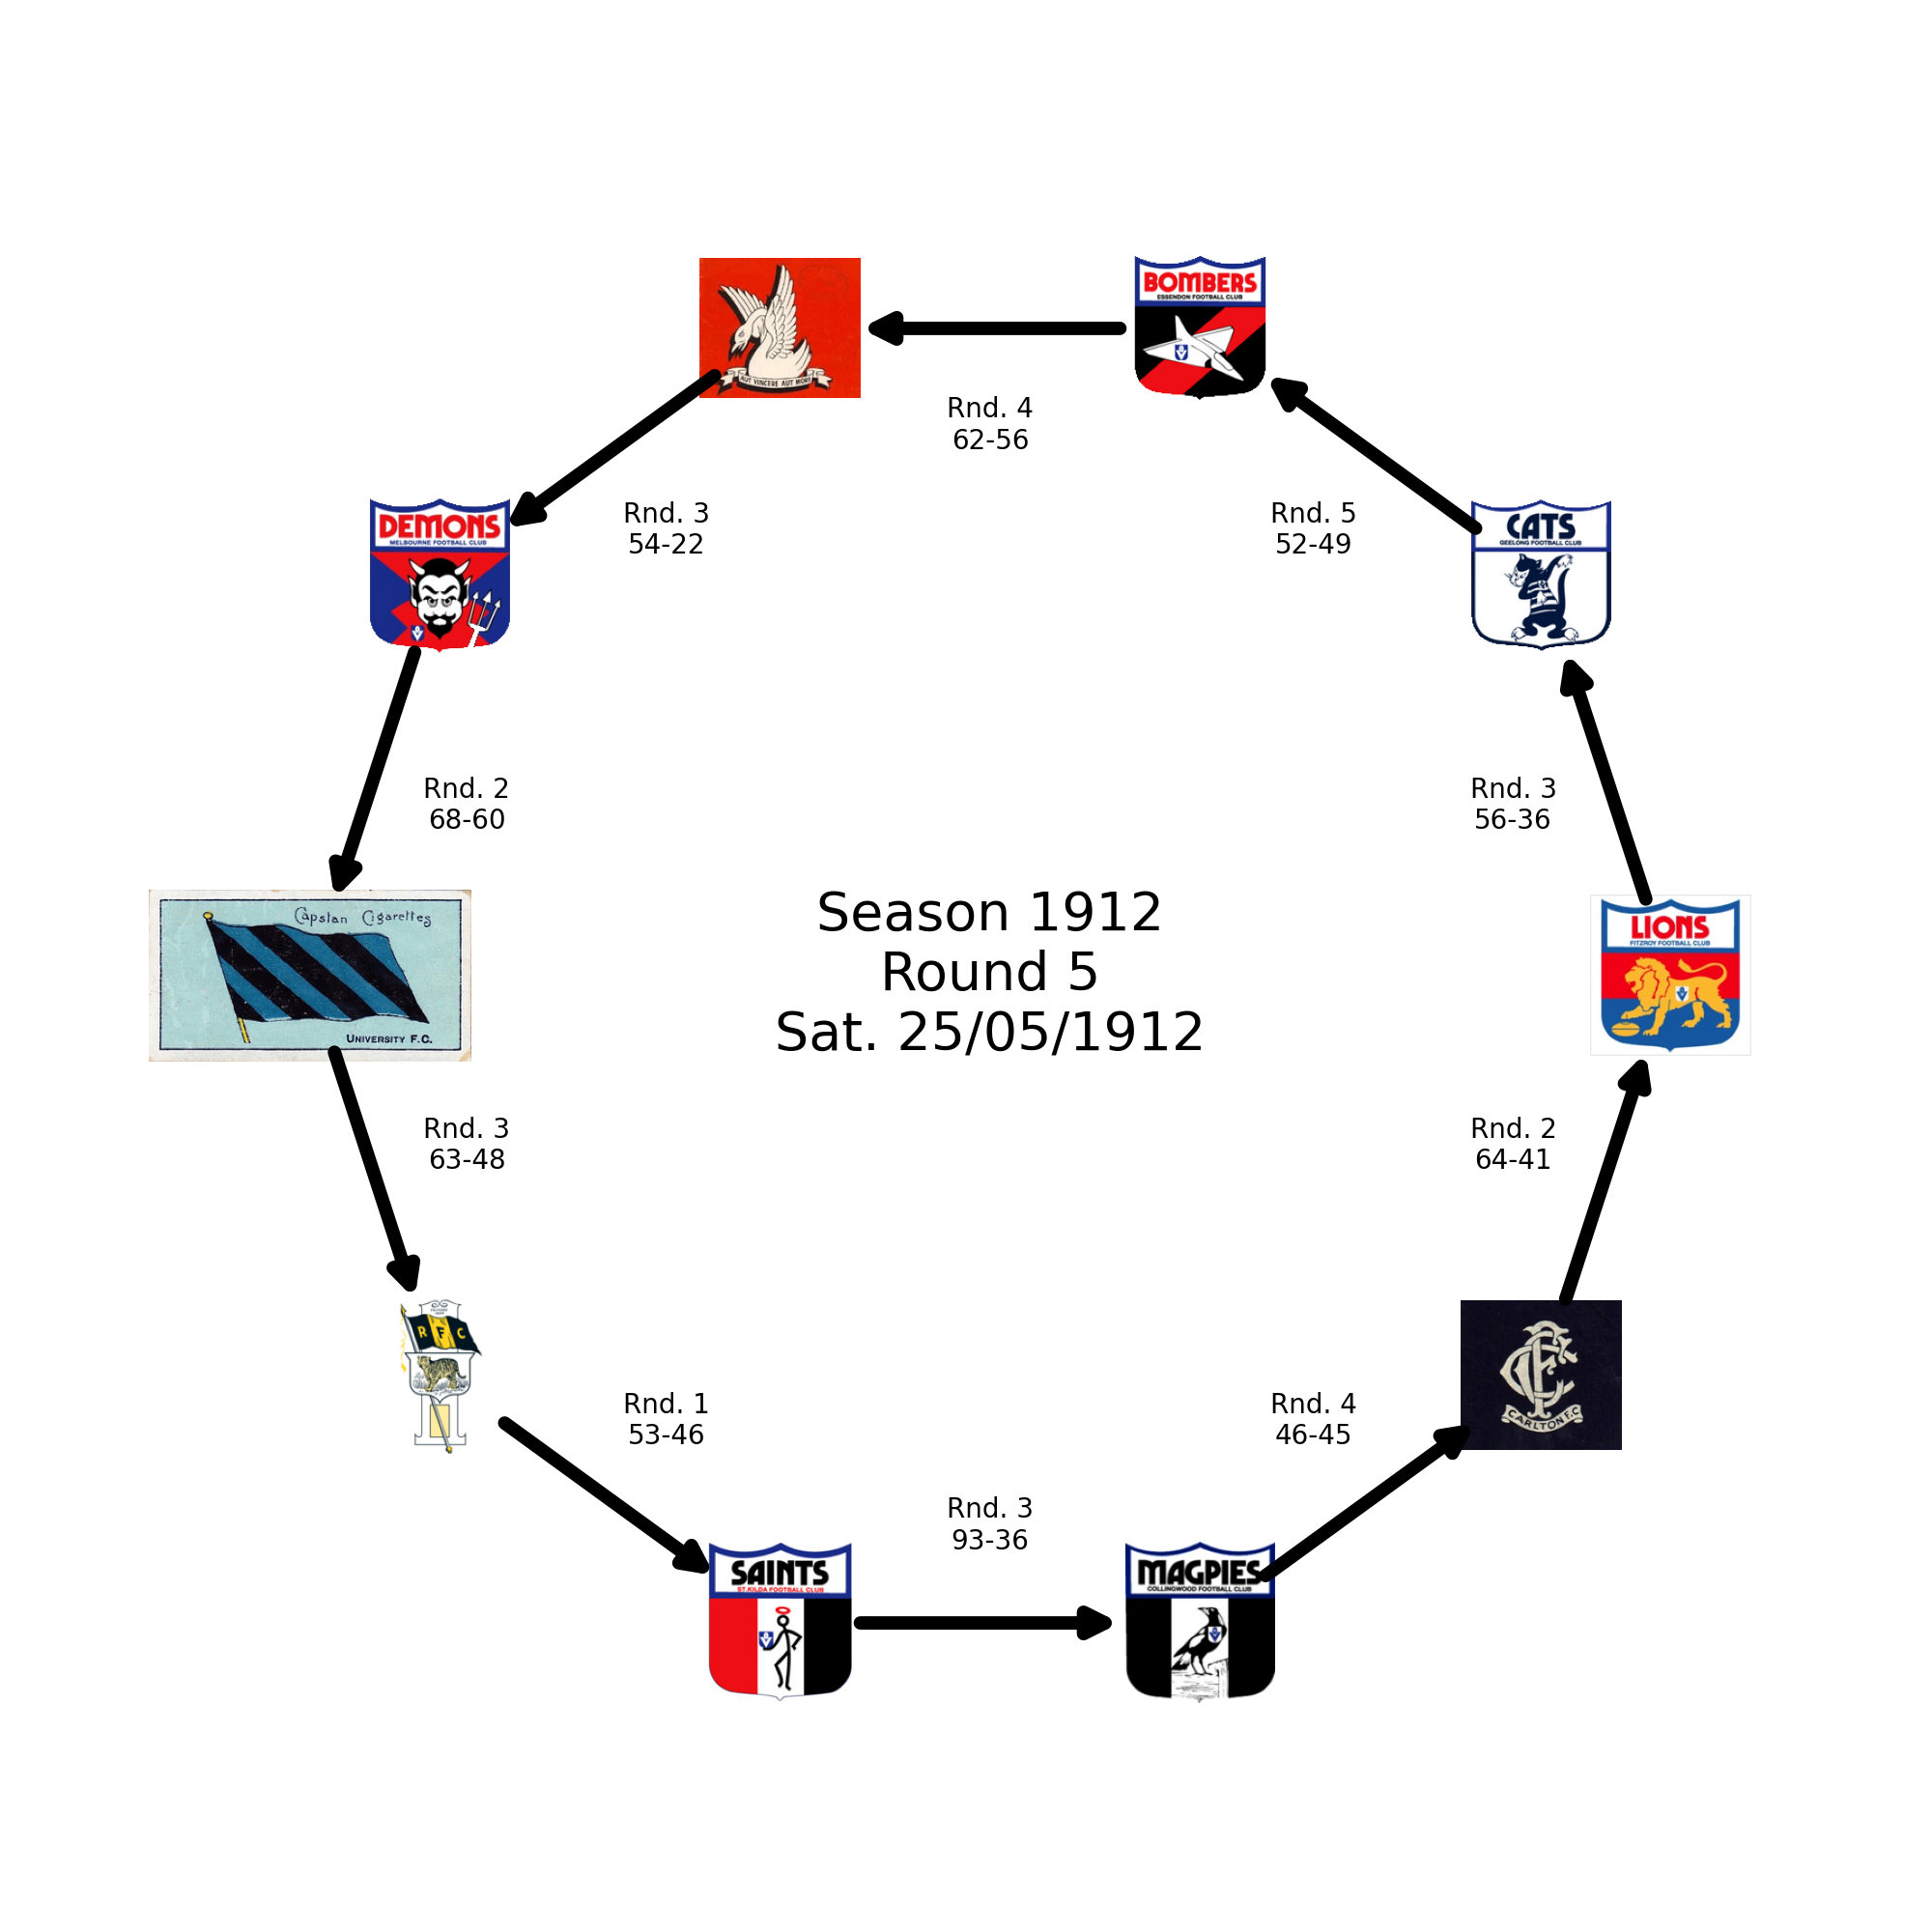 BOMBERS
ESSENDON FOOTBALL CLUB
AUT VINCERE AUT MORI
Rnd. 4
62-56
DEMONS
MELBOURNE FOOTBALL CLUB
Rnd. 3
54-22
Rnd. 5
52-49
CATS
GEELONG FOOTBALL CLUB
Rnd. 2
68-60
Rnd. 3
56-36
Capstan Cigarettes
UNIVERSITY F.C.
Season 1912
Round 5
Sat. 25/05/1912
LIONS
FITZROY FOOTBALL CLUB
Rnd. 3
63-48
Rnd. 2
64-41
R F C
Rnd. 1
53-46
Rnd. 4
46-45
CFC
CARLTON F.C
Rnd. 3
93-36
SAINTS
ST.KILDA FOOTBALL CLUB
MAGPIES
COLLINGWOOD FOOTBALL CLUB